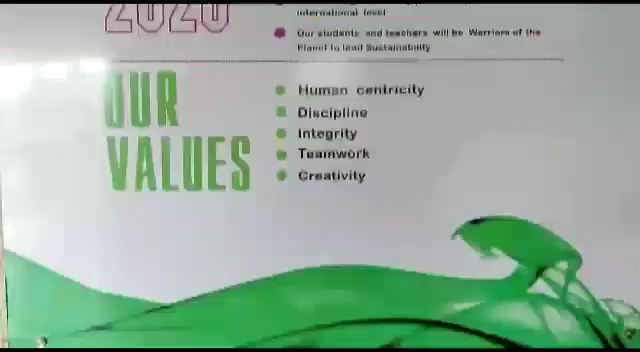 2020
international level
Our students and teachers will be Warriors of the
Planet to lead Sustainability
OUR
VALUES
Human centricity
Discipline
Integrity
Teamwork
Creativity